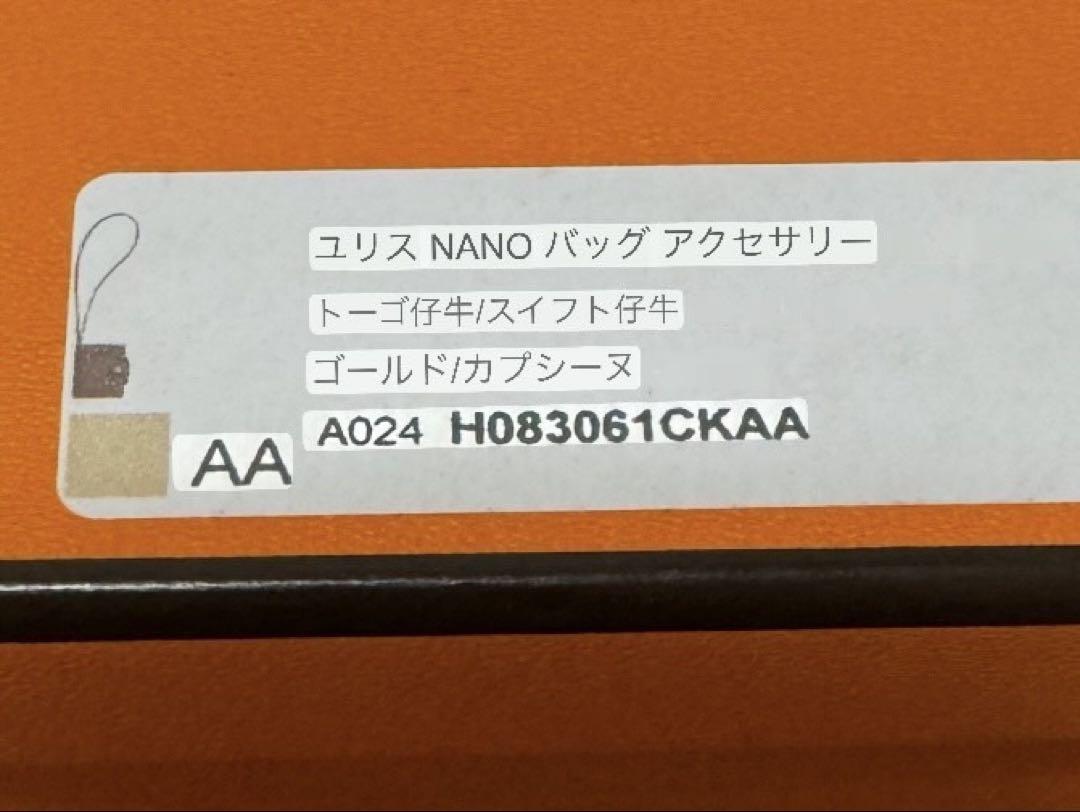 ユリス NANO バッグ アクセサリー
トーゴ仔牛/スイフト仔牛
ゴールド/カプシーヌ
A024 H083061CKAA
AA